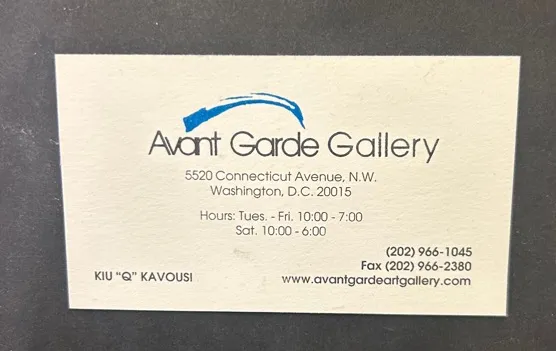 Avant Garde Gallery
5520 Connecticut Avenue, N.W.
Washington, D.C. 20015
Hours: Tues. - Fri. 10:00 - 7:00
Sat. 10:00 - 6:00
(202) 966-1045
Fax (202) 966-2380
KIU "Q" KAVOUSI
www.avantgardeartgallery.com